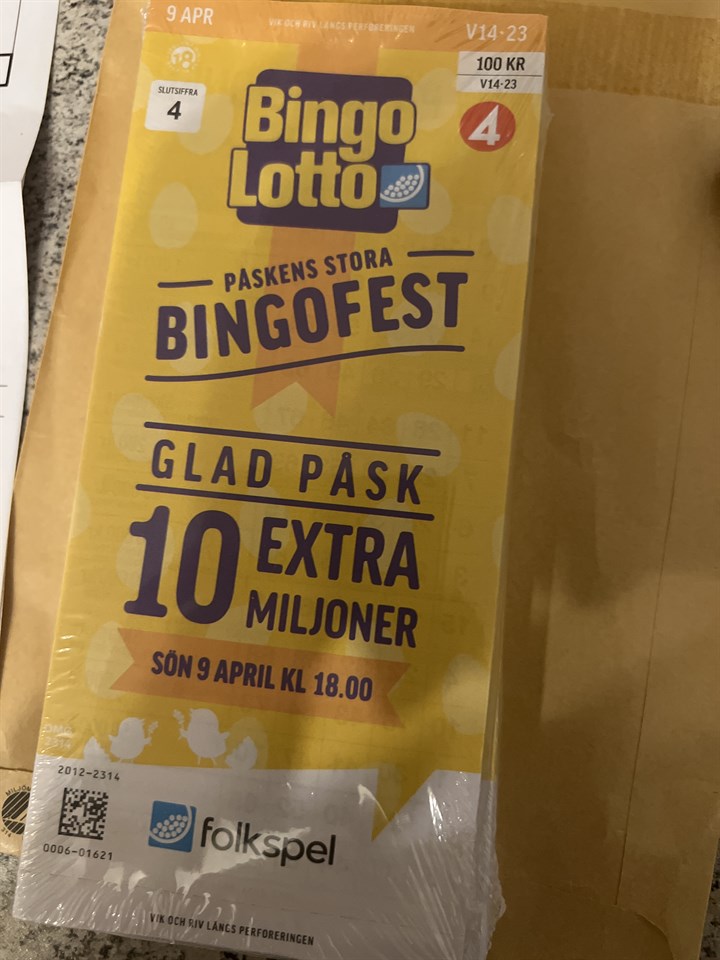 9 APR
VIK OCH RIV LÄNGS PERFORERINGEN
V14-23
18
100 KR
V14-23
SLUTSIFFRA
4
4
Bingo
Lotto
PÅSKENS STORA
BINGOFEST
GLAD PÅSK
10 EXTRA
MILJONER
SÖN 9 APRIL KL 18.00
2012-2314
0006-01621
folkspel
VIK OCH RIV LÄNGS PERFORERINGEN